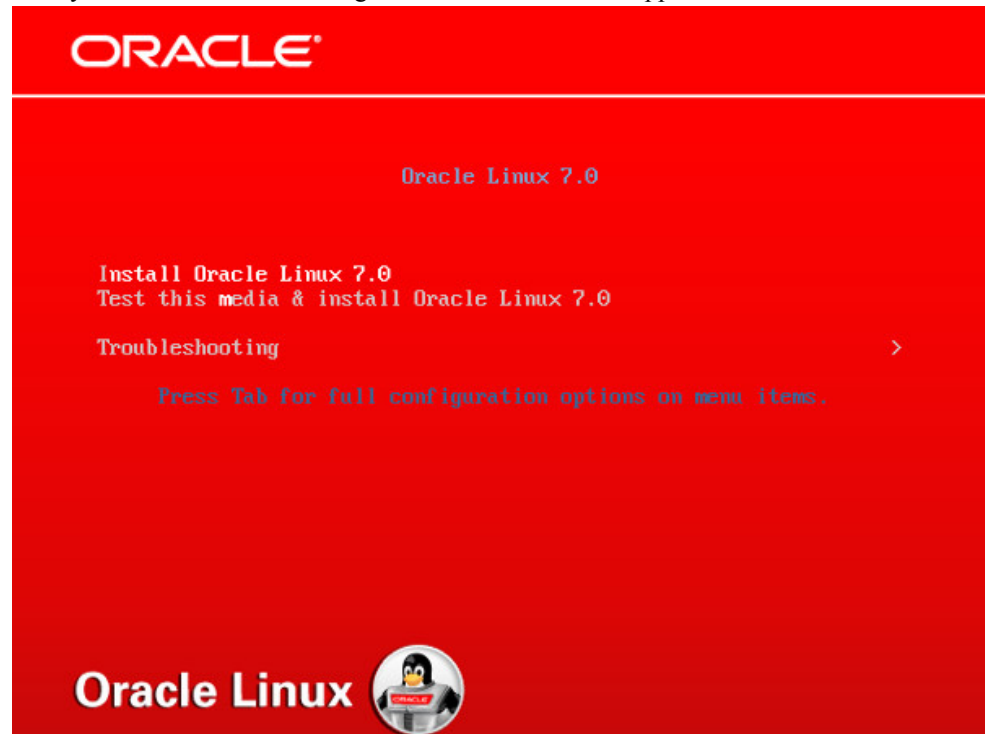 ORACLE®
Oracle Linux 7.0
Install Oracle Linux 7.0
Test this media & install Oracle Linux 7.0
Troubleshooting >
Press Tab for full configuration options on menu items.
Oracle Linux
ORACLE